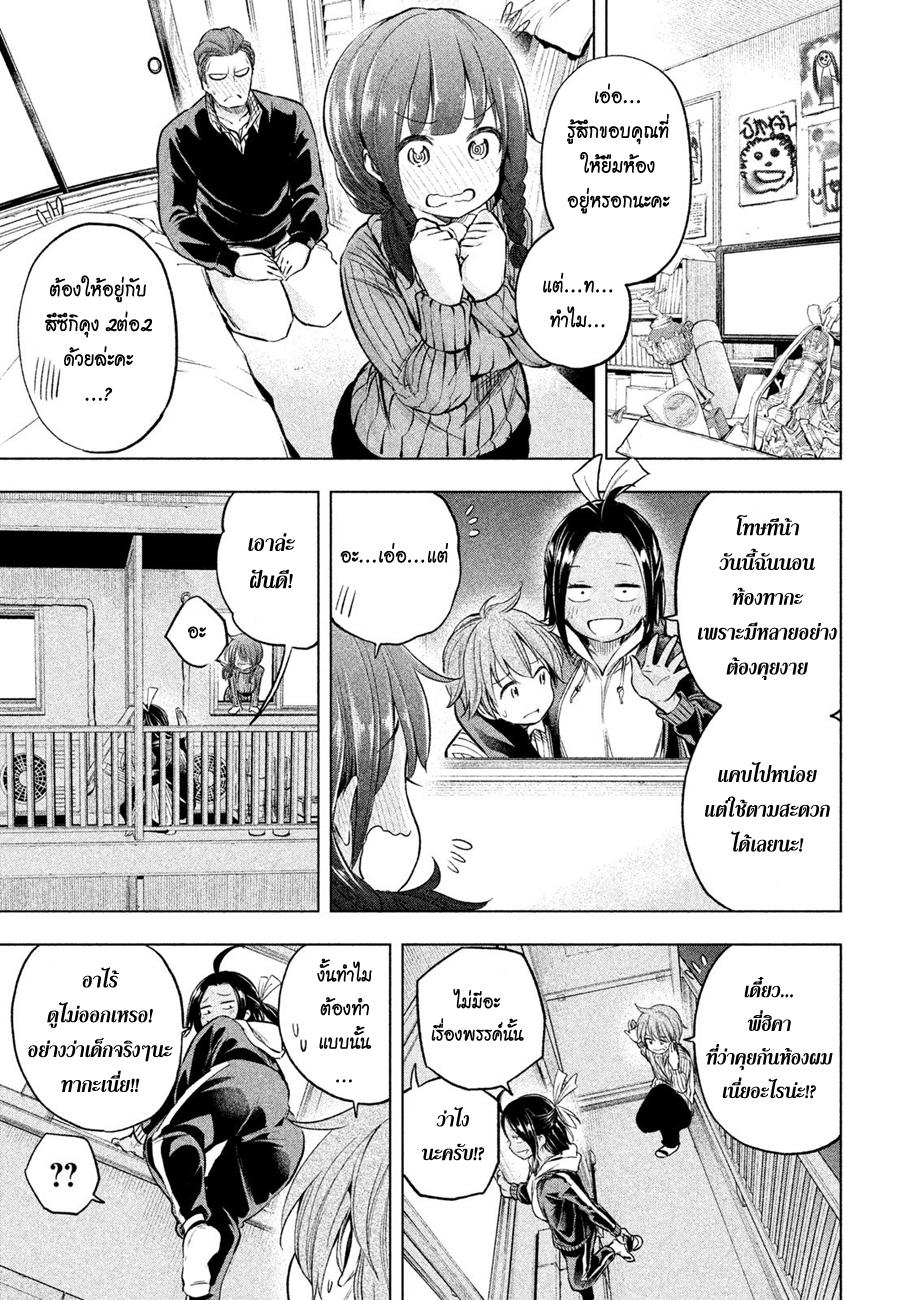 เอ่อ...
รู้สึกขอบคุณที่
ให้ยืมห้อง
อยู่หรอกนะคะ
แต่...ท...
ทำไม...
ต้องให้อยู่กับ
สึซึกิคุง 2ต่อ2
ด้วยล่ะคะ
...?
โทษทีน้า
วันนี้ฉันนอน
ห้องทากะ
เพราะมีหลายอย่าง
ต้องคุยงาย
แคบไปหน่อย
แต่ใช้ตามสะดวก
ได้เลยนะ!
อะ...เอ่อ...แต่
เอาล่ะ
ฝันดี!
อะ
เดี๋ยว...
พี่ฮิคา
ที่ว่าคุยกันห้องผม
เนี่ยอะไรน่ะ!?
ไม่มีอะ
เรื่องพรรค์นั้น
ว่าไง
นะครับ!?
งั้นทำไม
ต้องทำ
แบบนั้น
...
อาไร้
ดูไม่ออกเหรอ!
อย่างว่าเด็กจริงๆนะ
ทากะเนี่ย!!
??